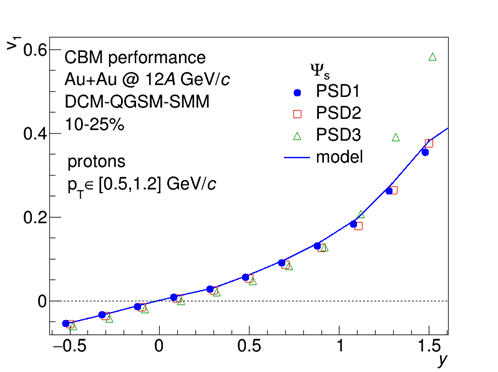 v₁
0.6
0.4
0.2
0
CBM performance
Au+Au @ 12A GeV/c
DCM-QGSM-SMM
10-25%
protons
p_T∈ [0.5,1.2] GeV/c
Ψₛ
PSD1
PSD2
PSD3
model
−0.5 0 0.5 1 1.5
y